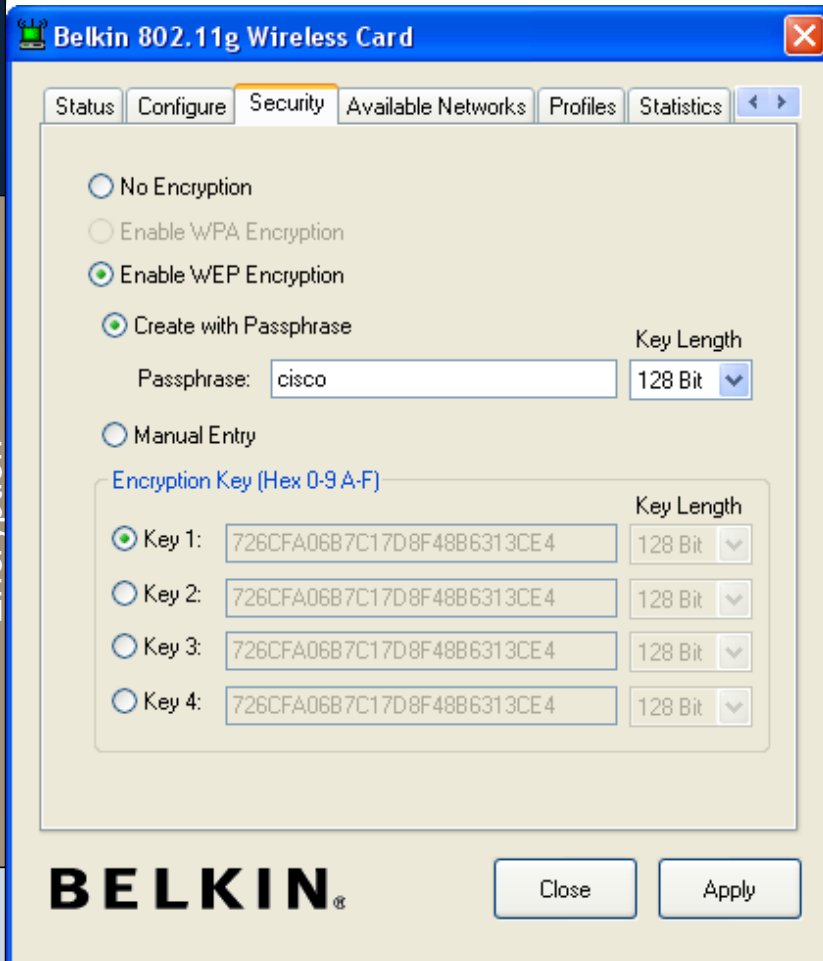 Belkin 802.11g Wireless Card
Status Configure Security Available Networks Profiles Statistics
No Encryption
Enable WPA Encryption
Enable WEP Encryption
Create with Passphrase
Key Length
Passphrase: cisco 128 Bit
Manual Entry
Encryption Key (Hex 0-9 A-F)
Key Length
Key 1: 726CFA06B7C17D8F48B6313CE4 128 Bit
Key 2: 726CFA06B7C17D8F48B6313CE4 128 Bit
Key 3: 726CFA06B7C17D8F48B6313CE4 128 Bit
Key 4: 726CFA06B7C17D8F48B6313CE4 128 Bit
BELKIN®
Close Apply